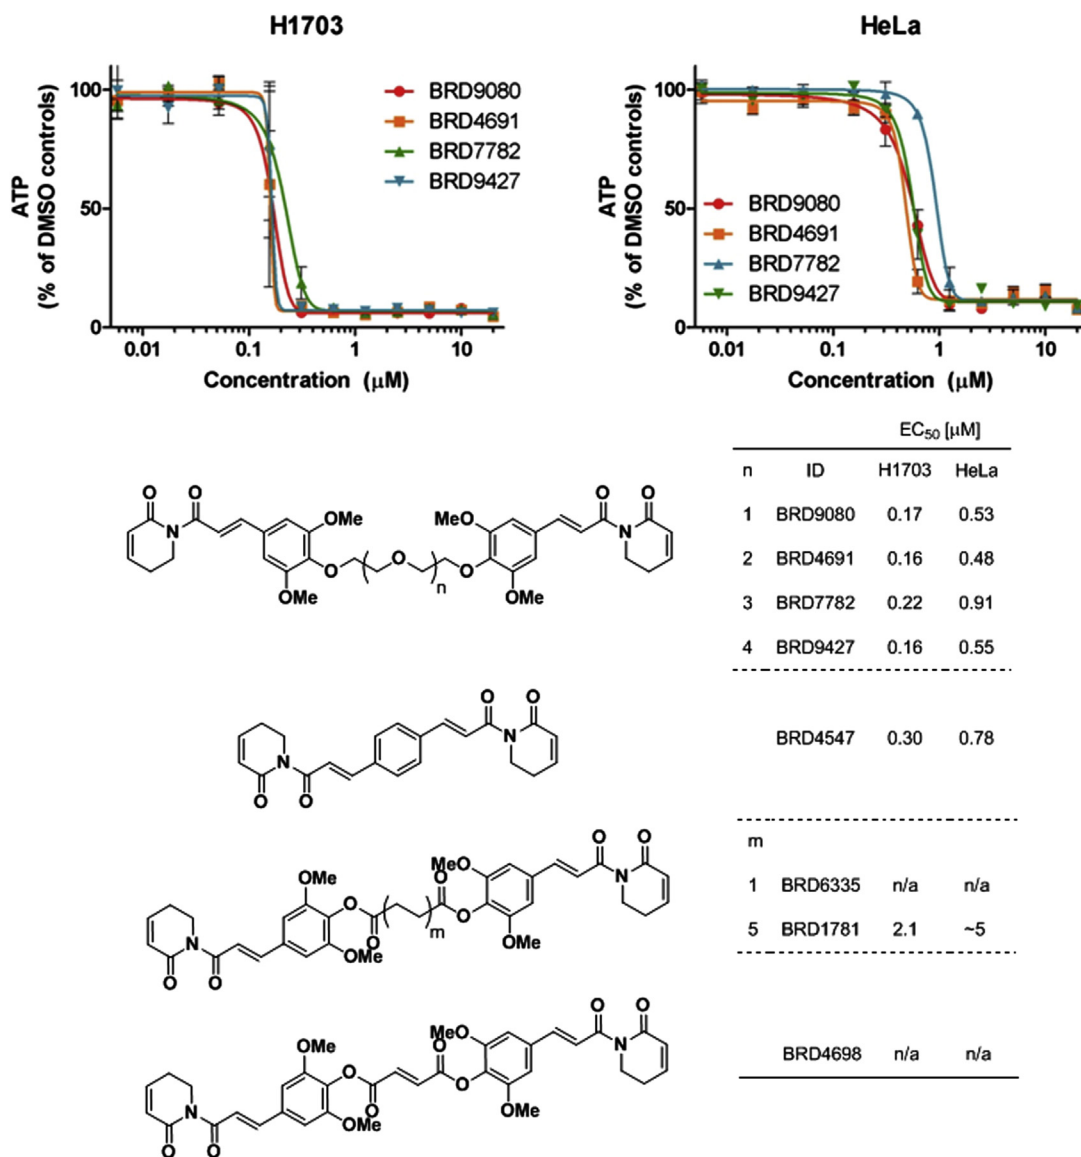 H1703
ATP
(% of DMSO controls)
100
50
0
0.01 0.1 1 10
Concentration (μM)
BRD9080
BRD4691
BRD7782
BRD9427
HeLa
ATP
(% of DMSO controls)
100
50
0
0.01 0.1 1 10
Concentration (μM)
BRD9080
BRD4691
BRD7782
BRD9427
EC50 [μM]
n ID H1703 HeLa
1 BRD9080 0.17 0.53
2 BRD4691 0.16 0.48
3 BRD7782 0.22 0.91
4 BRD9427 0.16 0.55
BRD4547 0.30 0.78
m
1 BRD6335 n/a n/a
5 BRD1781 2.1 ~5
BRD4698 n/a n/a
O O OMe MeO O O
N N
O O O n
OMe OMe
O O
N
N
O O
O O
MeO N
OMe O
O O
N O m OMe
OMe
O O
O O
MeO N
OMe O
O O
N O OMe
OMe
O O